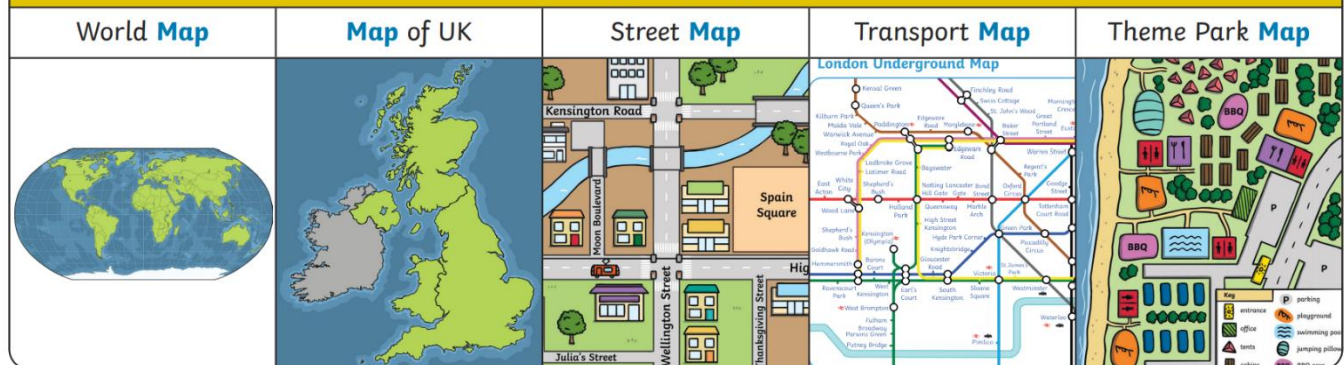 World Map
Map of UK
Street Map
Transport Map
Theme Park Map
Kensington Road
Moon Boulevard
Spain
Square
Hig
Wellington Street
Thanksgiving Street
Julia's Street
London Underground Map
Kensal Green
Queen's Park
Kilburn Park
Maida Vale
Warwick Avenue
Royal Oak
Westbourne Park
Paddington
Edgware
Road
Marylebone
Baker
Street
Finchley Road
Swiss Cottage
St. John's Wood
Great
Portland
Street
Warren Street
Edgware
Road
Ladbroke Grove
Latimer Road
Bayswater
Regent's
Park
East
Acton
White
City
Shepherd's
Bush
Notting
Hill Gate
Lancaster
Gate
Bond
Street
Oxford
Circus
Goodge
Street
Wood Lane
Holland
Park
Queensway
Marble
Arch
Tottenham
Court Road
Shepherd's
Bush
Kensington
(Olympia)
High Street
Kensington
Hyde Park Corner
Green Park
Goldhawk Road
Knightsbridge
Piccadilly
Circus
Hammersmith
Barons
Court
Gloucester
Road
Victoria
St.James's
Park
Ravenscourt
Park
West
Kensington
Earl's
Court
South
Kensington
Sloane
Square
Westminster
West Brompton
Waterloo
Fulham
Broadway
Parsons Green
Putney Bridge
Pimlico
BBQ
P
BBQ
P
Key
entrance
office
tents
P
parking
playground
swimming poo
jumping pillow